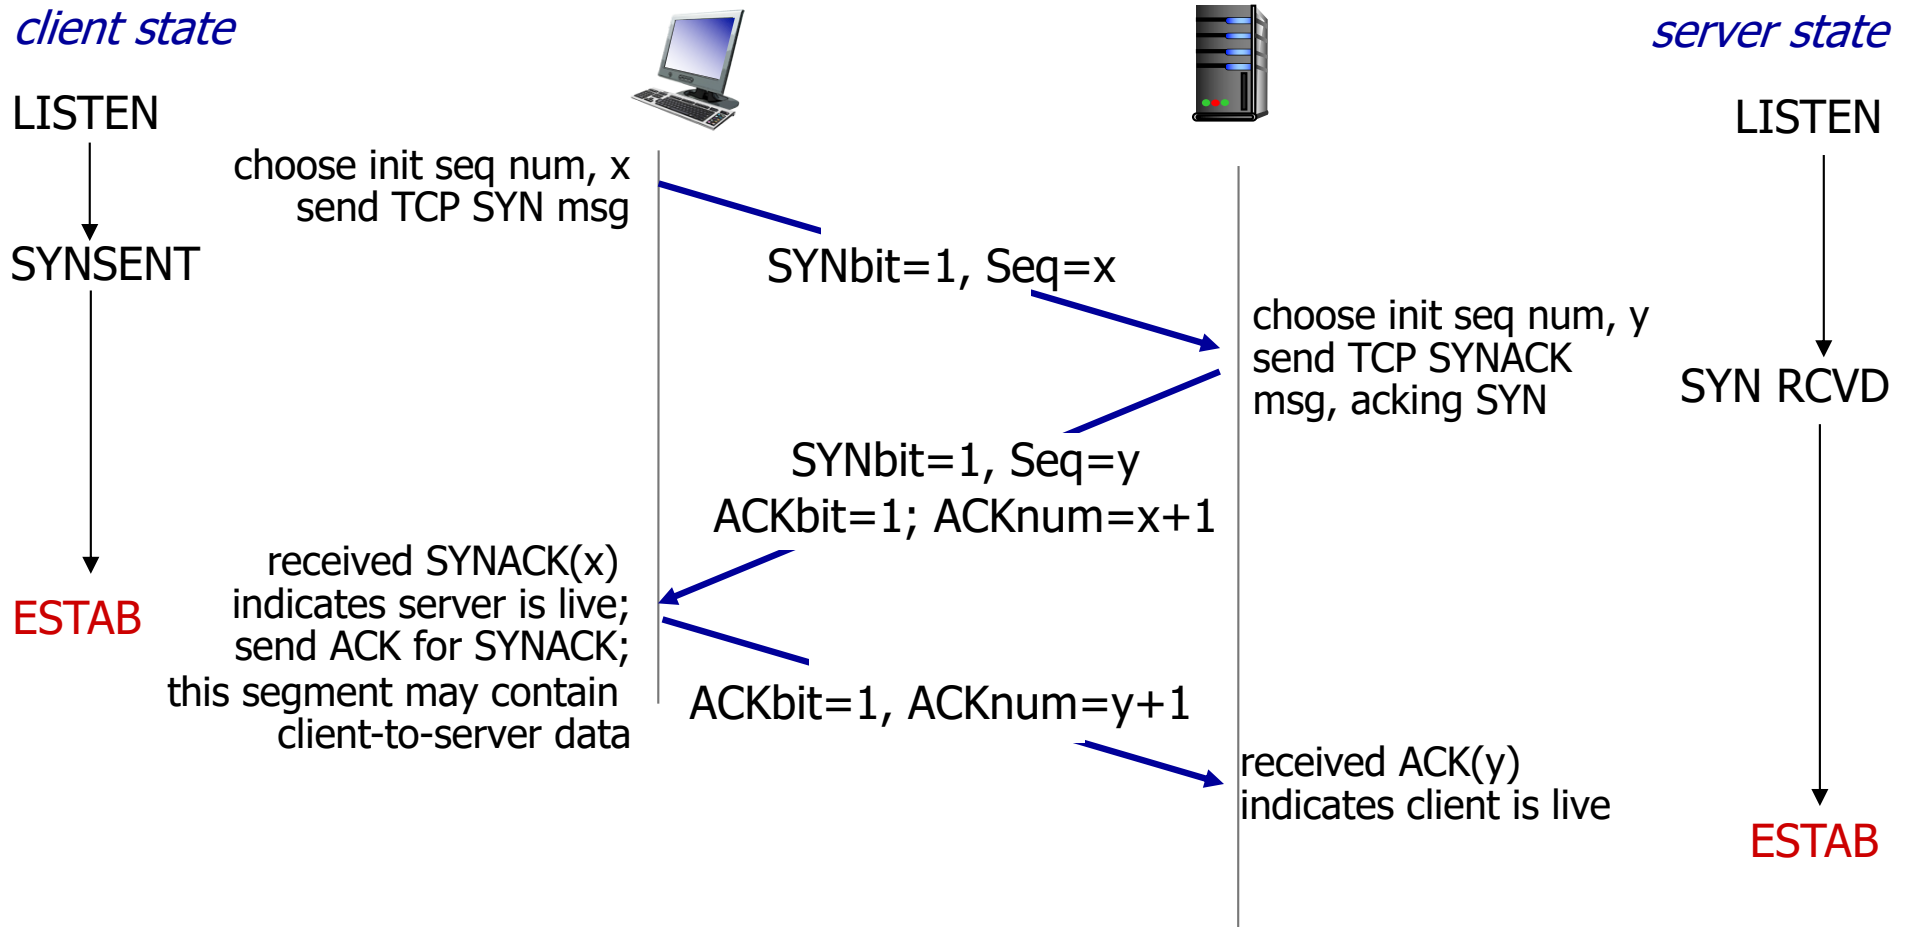 client state
server state
LISTEN
LISTEN
choose init seq num, x
send TCP SYN msg
SYNSENT
SYNbit=1, Seq=x
choose init seq num, y
send TCP SYNACK
msg, acking SYN
SYN RCVD
SYNbit=1, Seq=y
ACKbit=1; ACKnum=x+1
received SYNACK(x)
indicates server is live;
send ACK for SYNACK;
this segment may contain
client-to-server data
ESTAB
ACKbit=1, ACKnum=y+1
received ACK(y)
indicates client is live
ESTAB